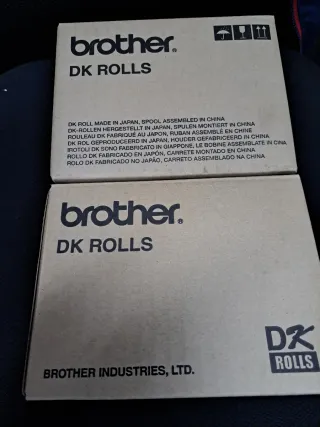 brother®
DK ROLLS
DK ROLL MADE IN JAPAN, SPOOL ASSEMBLED IN CHINA
DK-ROLLEN HERGESTELLT IN JAPAN, SPULEN MONTIERT IN CHINA
ROULEAU DK FABRIQUÉ AU JAPON, RUBAN ASSEMBLÉ EN CHINE
DK ROL GEPRODUCEERD IN JAPAN, HOUDER GEFABRICEERD IN CHINA
IROTOLI DK SONO FABBRICATO IN GIAPPONE, LE BOBINE ASSEMBLATE IN CINA
ROLLO DK FABRICADO EN JAPÓN, CARRETE MONTADO EN CHINA
ROLO DK FABRICADO NO JAPÃO, CARRETO ASSEMBLADO NA CHINA
brother®
DK ROLLS
DK
ROLLS
BROTHER INDUSTRIES, LTD.